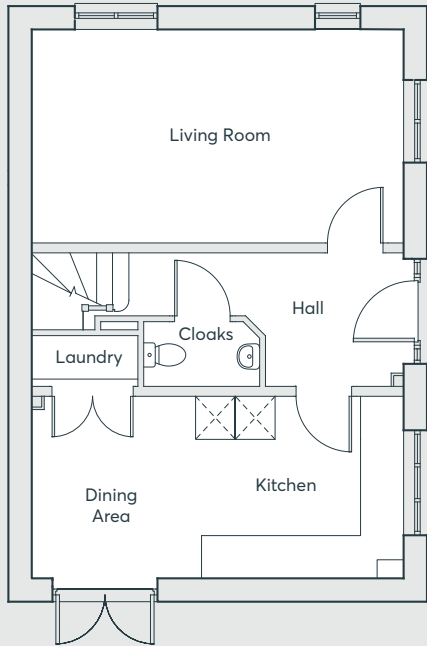 Living Room
Hall
Cloaks
Laundry
Kitchen
Dining
Area